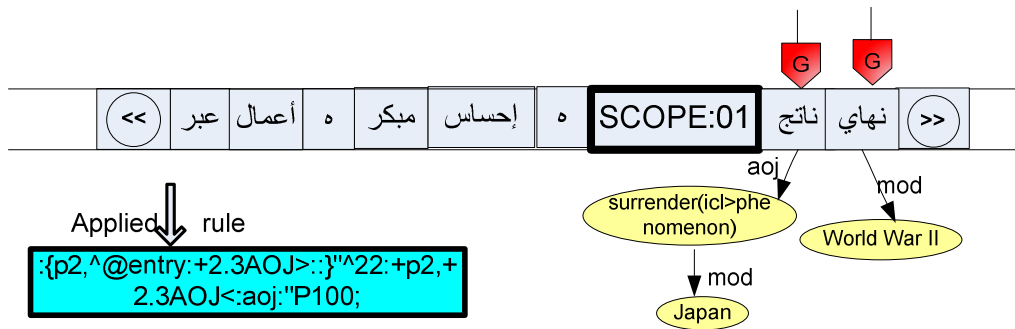 G G
<< عبر أعمال ه مبكر إحساس ه SCOPE:01 ناتج نهاي >>
aoj
mod
surrender(icl>phe
nomenon)
World War II
mod
Japan
Applied rule
:{p2,^@entry:+2.3AOJ>::}"^22:+p2,+
2.3AOJ<:aoj:"P100;